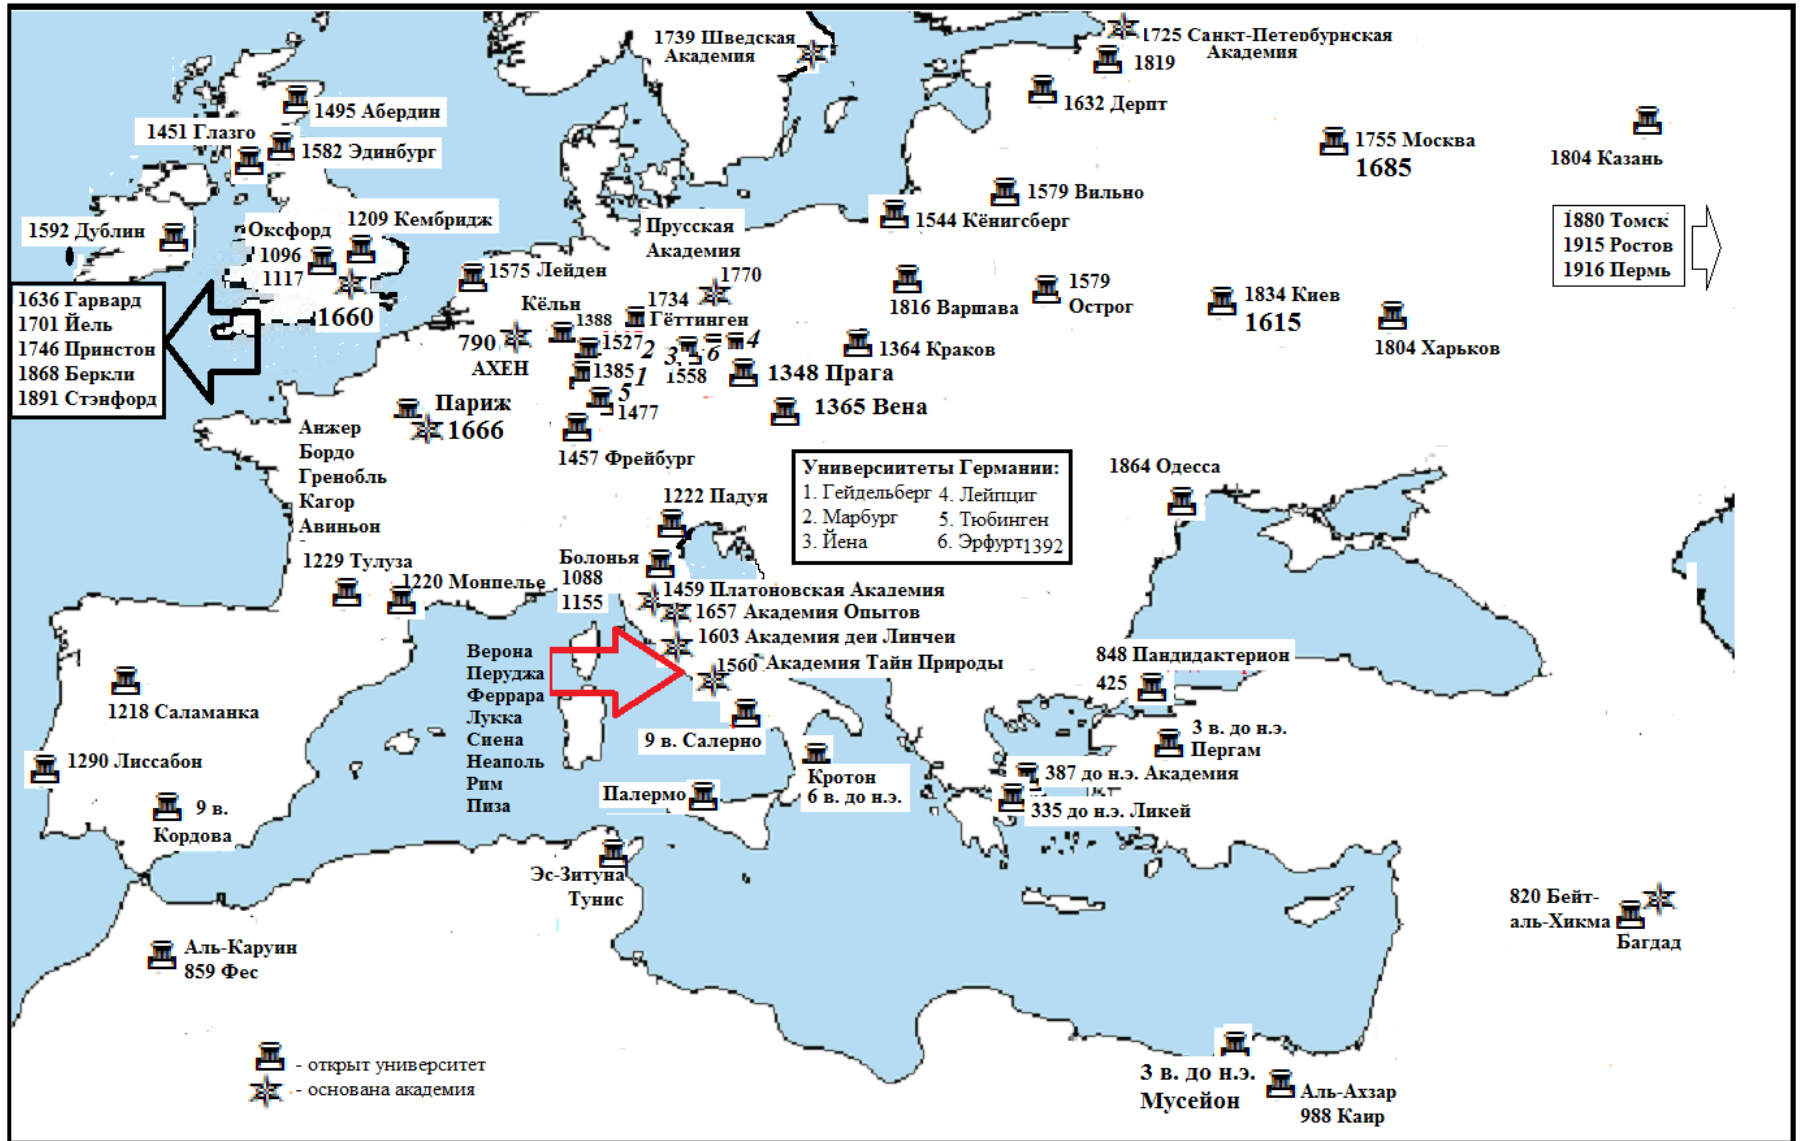 1739 Шведская
Академия
1725 Санкт-Петербурнская
Академия
1819
1632 Дерпт
1495 Абердин
1451 Глазго
1582 Эдинбург
1755 Москва
1685
1804 Казань
1579 Вильно
1544 Кёнигсберг
1592 Дублин
Оксфорд
1096
1117
1209 Кембридж
1660
Прусская
Академия
1770
1575 Лейден
1880 Томск
1915 Ростов
1916 Пермь
1636 Гарвард
1701 Йель
1746 Принстон
1868 Беркли
1891 Стэнфорд
Кёльн
1388
1734
Гёттинген
1816 Варшава
1579
Острог
1834 Киев
1615
1804 Харьков
790
АХЕН
1527
2
3
6
4
1385
1
1558
5
1477
1364 Краков
1348 Прага
1365 Вена
Париж
1666
1457 Фрейбург
Анжер
Бордо
Гренобль
Кагор
Авиньон
Универсиитеты Германии:
1. Гейдельберг 4. Лейпциг
2. Марбург 5. Тюбинген
3. Йена 6. Эрфурт1392
1864 Одесса
1222 Падуя
Болонья
1088
1155
1229 Тулуза
1220 Монпелье
1459 Платоновская Академия
1657 Академия Опытов
1603 Академия деи Линчеи
1560 Академия Тайн Природы
Верона
Перуджа
Феррара
Лукка
Сиена
Неаполь
Рим
Пиза
848 Пандидактерион
425
1218 Саламанка
9 в. Салерно
3 в. до н.э.
Пергам
1290 Лиссабон
387 до н.э. Академия
Кротон
6 в. до н.э.
Палермо
335 до н.э. Ликей
9 в.
Кордова
Эс-Зитуна
Тунис
820 Бейт-
аль-Хикма
Багдад
Аль-Каруин
859 Фес
- открыт университет
- основана академия
3 в. до н.э.
Мусейон
Аль-Ахзар
988 Каир